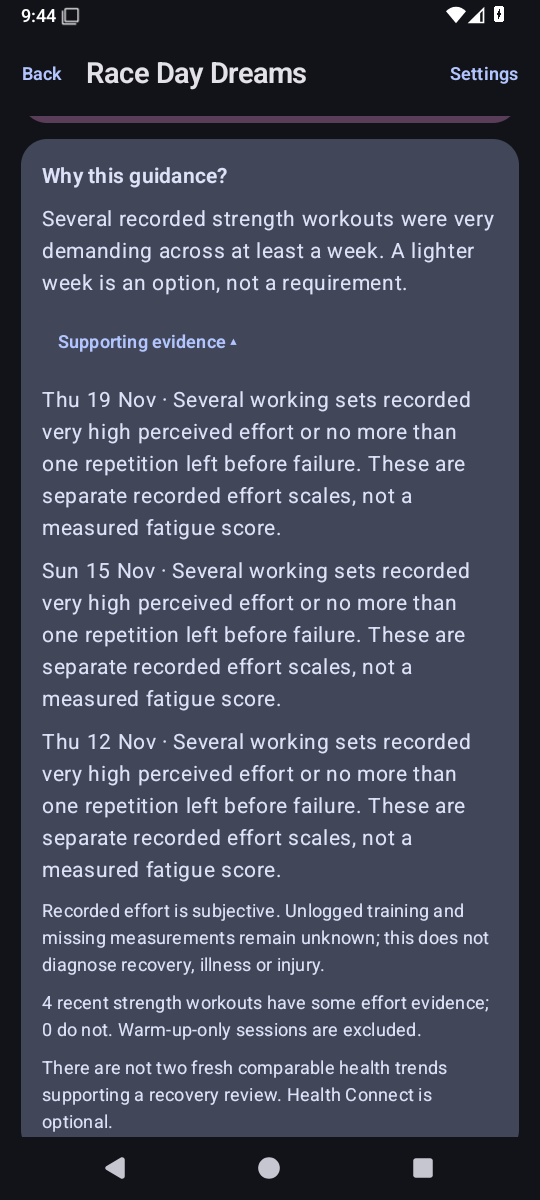 9:44
Back
Race Day Dreams
Settings
Why this guidance?
Several recorded strength workouts were very
demanding across at least a week. A lighter
week is an option, not a requirement.
Supporting evidence ▴
Thu 19 Nov · Several working sets recorded
very high perceived effort or no more than
one repetition left before failure. These are
separate recorded effort scales, not a
measured fatigue score.
Sun 15 Nov · Several working sets recorded
very high perceived effort or no more than
one repetition left before failure. These are
separate recorded effort scales, not a
measured fatigue score.
Thu 12 Nov · Several working sets recorded
very high perceived effort or no more than
one repetition left before failure. These are
separate recorded effort scales, not a
measured fatigue score.
Recorded effort is subjective. Unlogged training and
missing measurements remain unknown; this does not
diagnose recovery, illness or injury.
4 recent strength workouts have some effort evidence;
0 do not. Warm-up-only sessions are excluded.
There are not two fresh comparable health trends
supporting a recovery review. Health Connect is
optional.